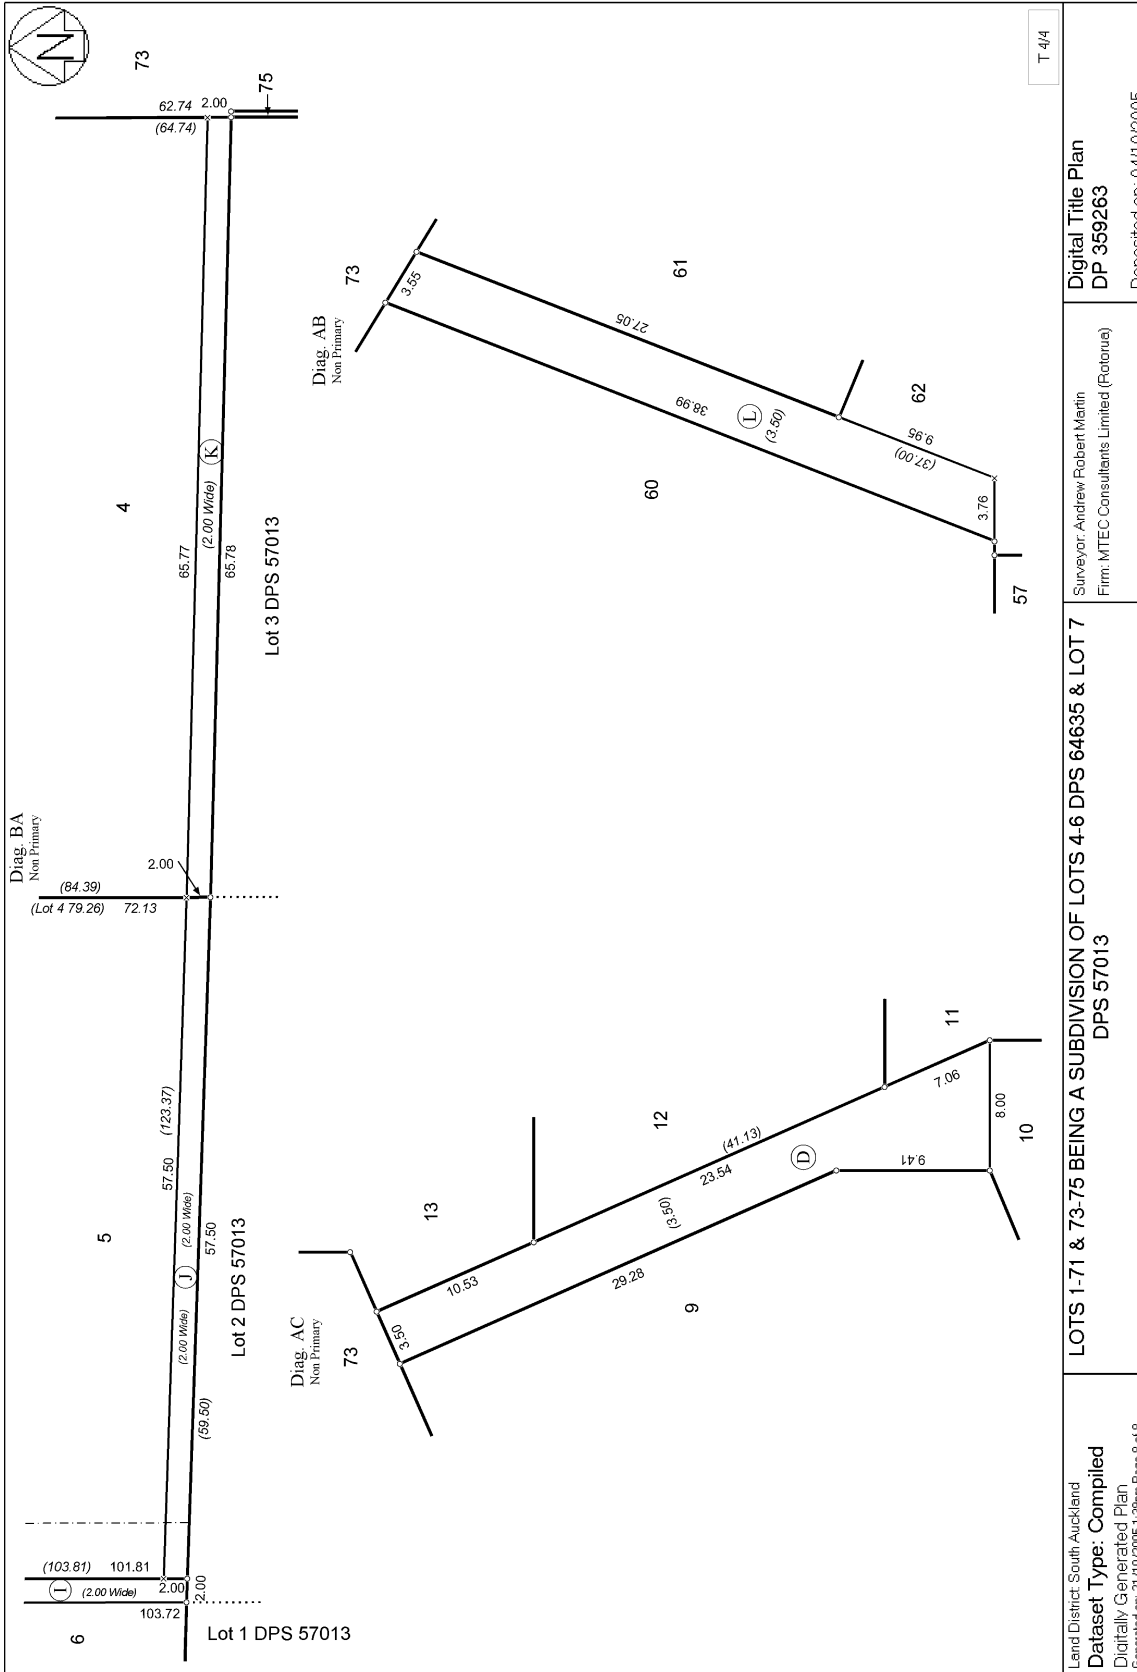 N
Diag. BA
Non Primary
73
62.74
2.00
(64.74)
75
4
65.77
(2.00 Wide)
K
65.78
Lot 3 DPS 57013
2.00
(84.39)
(Lot 4 79.26)
72.13
5
(123.37)
57.50
(2.00 Wide)
J
(2.00 Wide)
57.50
(59.50)
Lot 2 DPS 57013
(103.81)
101.81
I
(2.00 Wide)
2.00
2.00
103.72
6
Lot 1 DPS 57013
Diag. AB
Non Primary
73
3.55
61
27.05
38.99
L
(3.50)
62
9.95
(37.00)
60
3.76
57
Diag. AC
Non Primary
73
3.50
13
10.53
12
(41.13)
23.54
(3.50)
29.28
D
9
11
7.06
9.41
8.00
10
T 4/4
Land District: South Auckland
Dataset Type: Compiled
Digitally Generated Plan
LOTS 1-71 & 73-75 BEING A SUBDIVISION OF LOTS 4-6 DPS 64635 & LOT 7
DPS 57013
Surveyor: Andrew Robert Martin
Firm: MTEC Consultants Limited (Rotorua)
Digital Title Plan
DP 359263
Deposited on: 04/10/2005